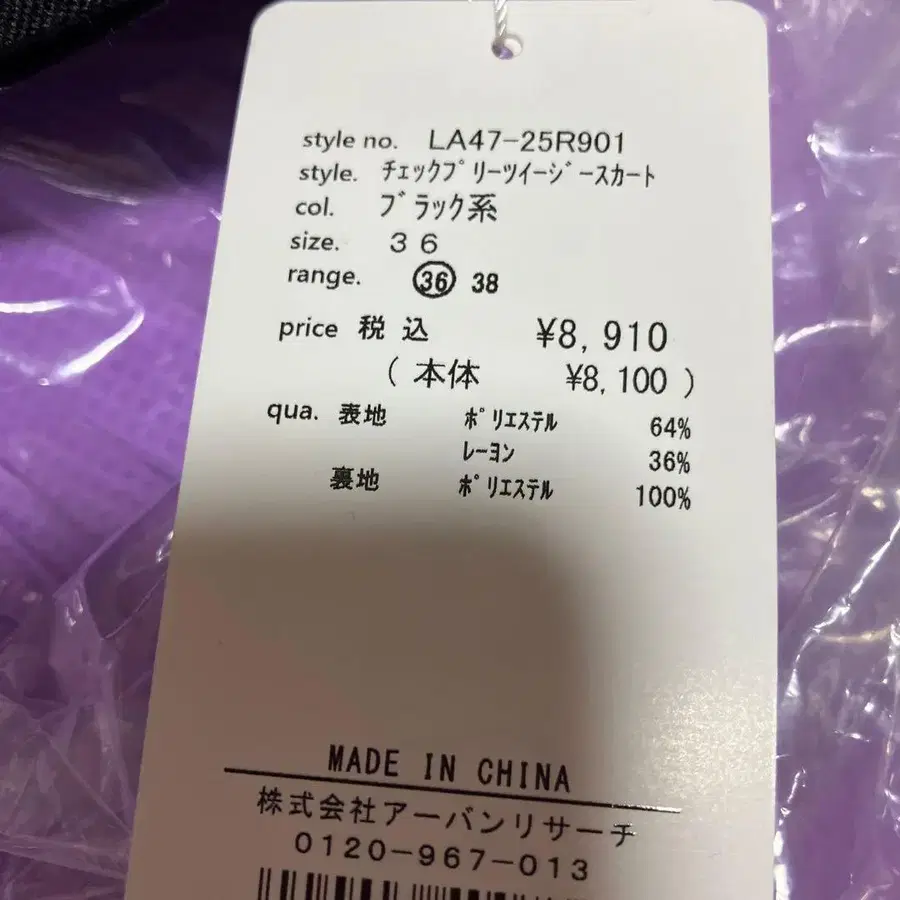 style no. LA47-25R901
style. ﾁｪｯｸﾌﾟﾘｰﾂｲｰｼﾞｰｽｶｰﾄ
col. ﾌﾞﾗｯｸ系
size. ３６
range. 36 38
price 税 込 ¥8,910
( 本体 ¥8,100 )
qua. 表地 ﾎﾟﾘｴｽﾃﾙ 64%
ﾚｰﾖﾝ 36%
裏地 ﾎﾟﾘｴｽﾃﾙ 100%
MADE IN CHINA
株式会社アーバンリサーチ
0120-967-013